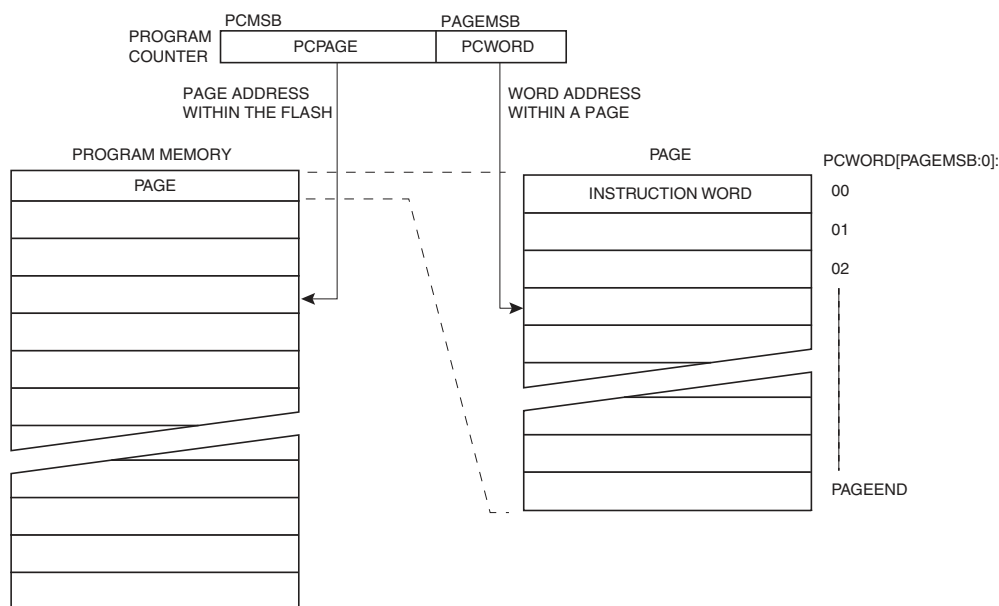 PCMSB
PAGEMSB
PROGRAM
COUNTER
PCPAGE
PCWORD
PAGE ADDRESS
WITHIN THE FLASH
WORD ADDRESS
WITHIN A PAGE
PROGRAM MEMORY
PAGE
PAGE
PCWORD[PAGEMSB:0]:
INSTRUCTION WORD
00
01
02
PAGEEND